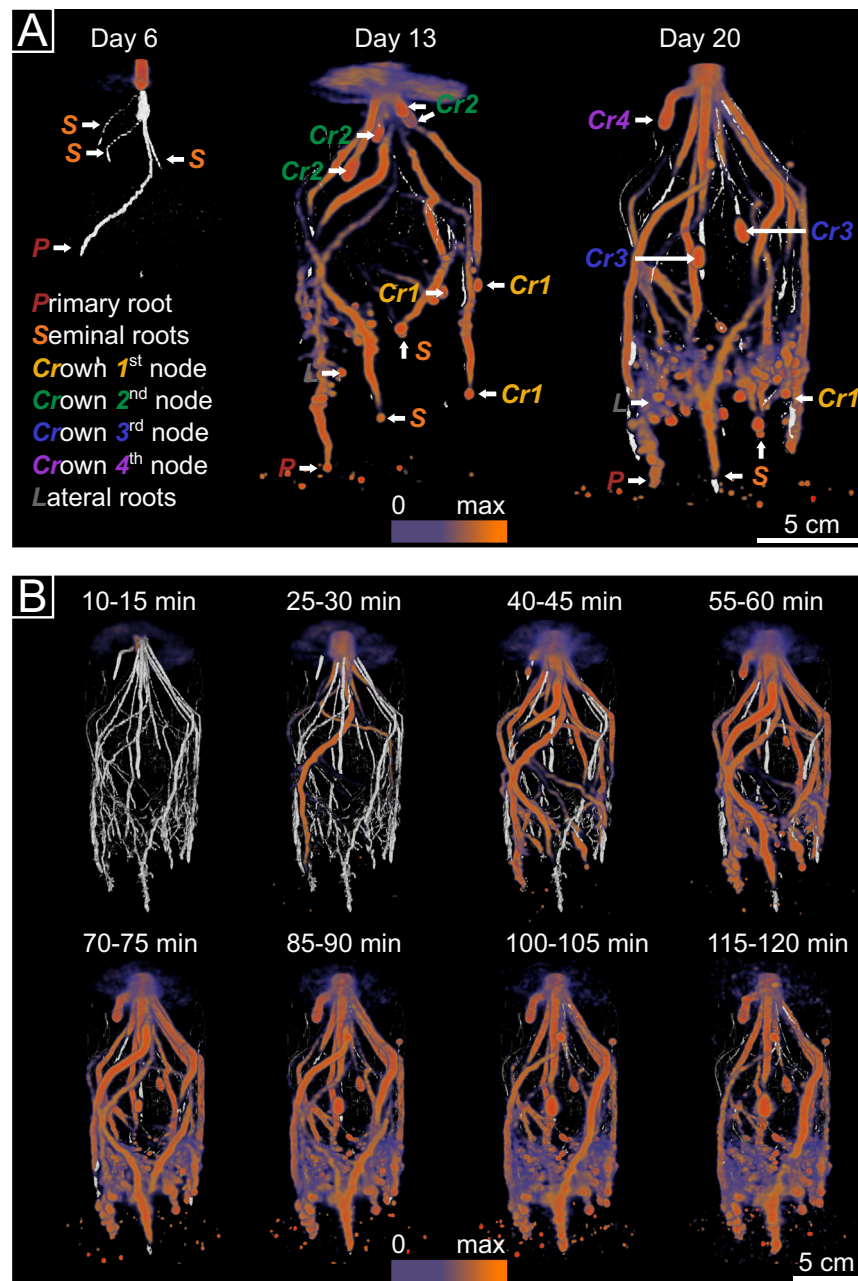 A
Day 6
Day 13
Day 20
S
S
S
P
Primary root
Seminal roots
Crown 1st node
Crown 2nd node
Crown 3rd node
Crown 4th node
Lateral roots
Cr2
Cr2
Cr2
Cr1
Cr1
S
L
Cr1
S
P
0 max
Cr4
Cr3
Cr3
L
Cr1
S
P
5 cm
B
10-15 min
25-30 min
40-45 min
55-60 min
70-75 min
85-90 min
100-105 min
115-120 min
0 max
5 cm